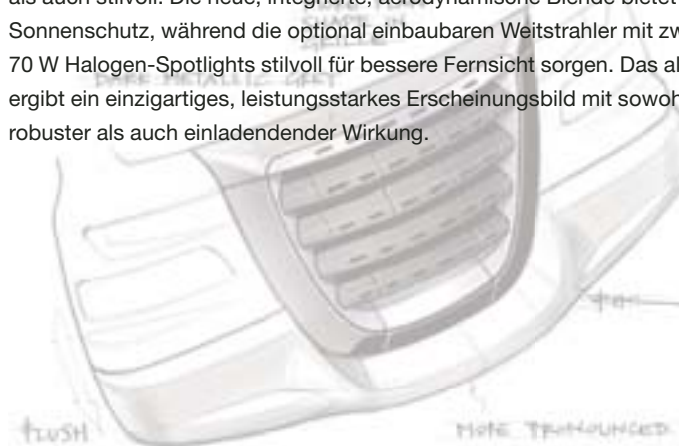 als auch stilvoll. Die neue, integrierte, aerodynamische Blende bietet
Sonnenschutz, während die optional einbaubaren Weitstrahler mit zw
70 W Halogen-Spotlights stilvoll für bessere Fernsicht sorgen. Das al
ergibt ein einzigartiges, leistungsstarkes Erscheinungsbild mit sowoh
robuster als auch einladendender Wirkung.
FLUSH
MORE PRONOUNCED